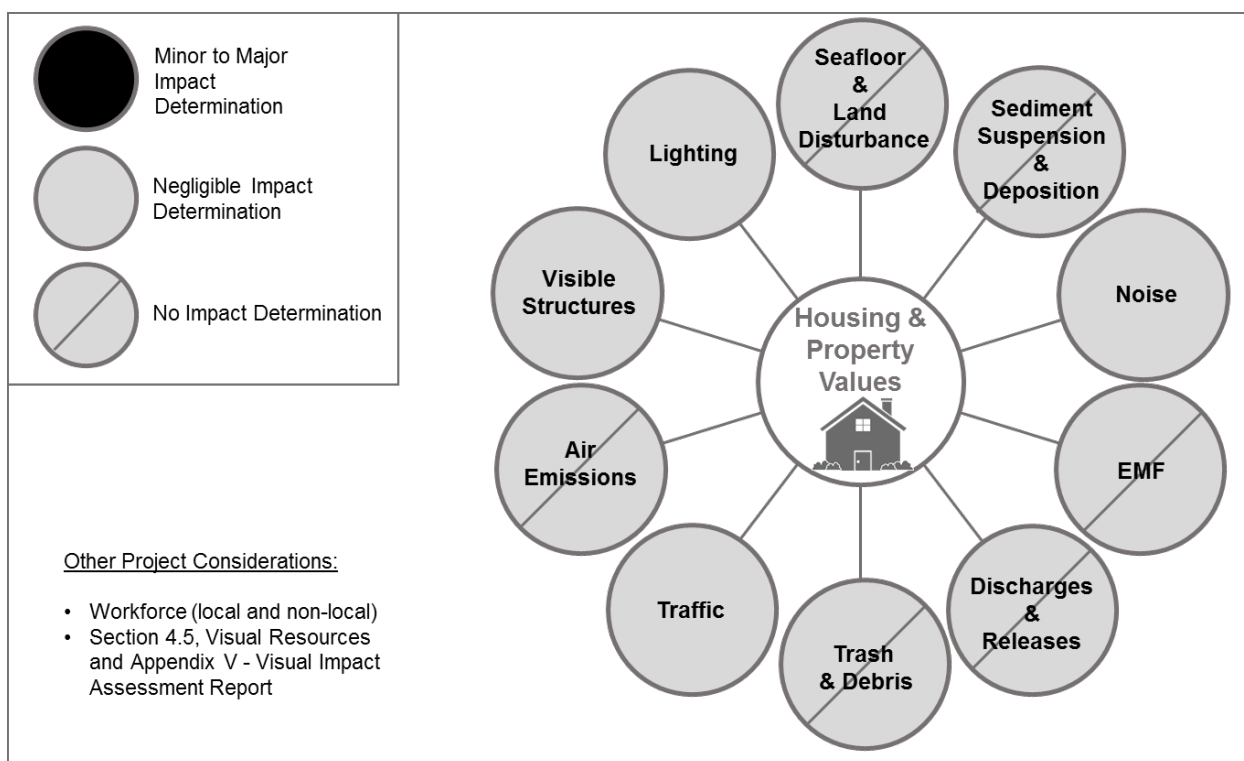 Minor to Major
Impact
Determination
Negligible Impact
Determination
No Impact Determination
Seafloor
&
Land
Disturbance
Sediment
Suspension
&
Deposition
Noise
EMF
Discharges
&
Releases
Trash
& Debris
Traffic
Air
Emissions
Visible
Structures
Lighting
Housing &
Property
Values
Other Project Considerations:
• Workforce (local and non-local)
• Section 4.5, Visual Resources
and Appendix V - Visual Impact
Assessment Report